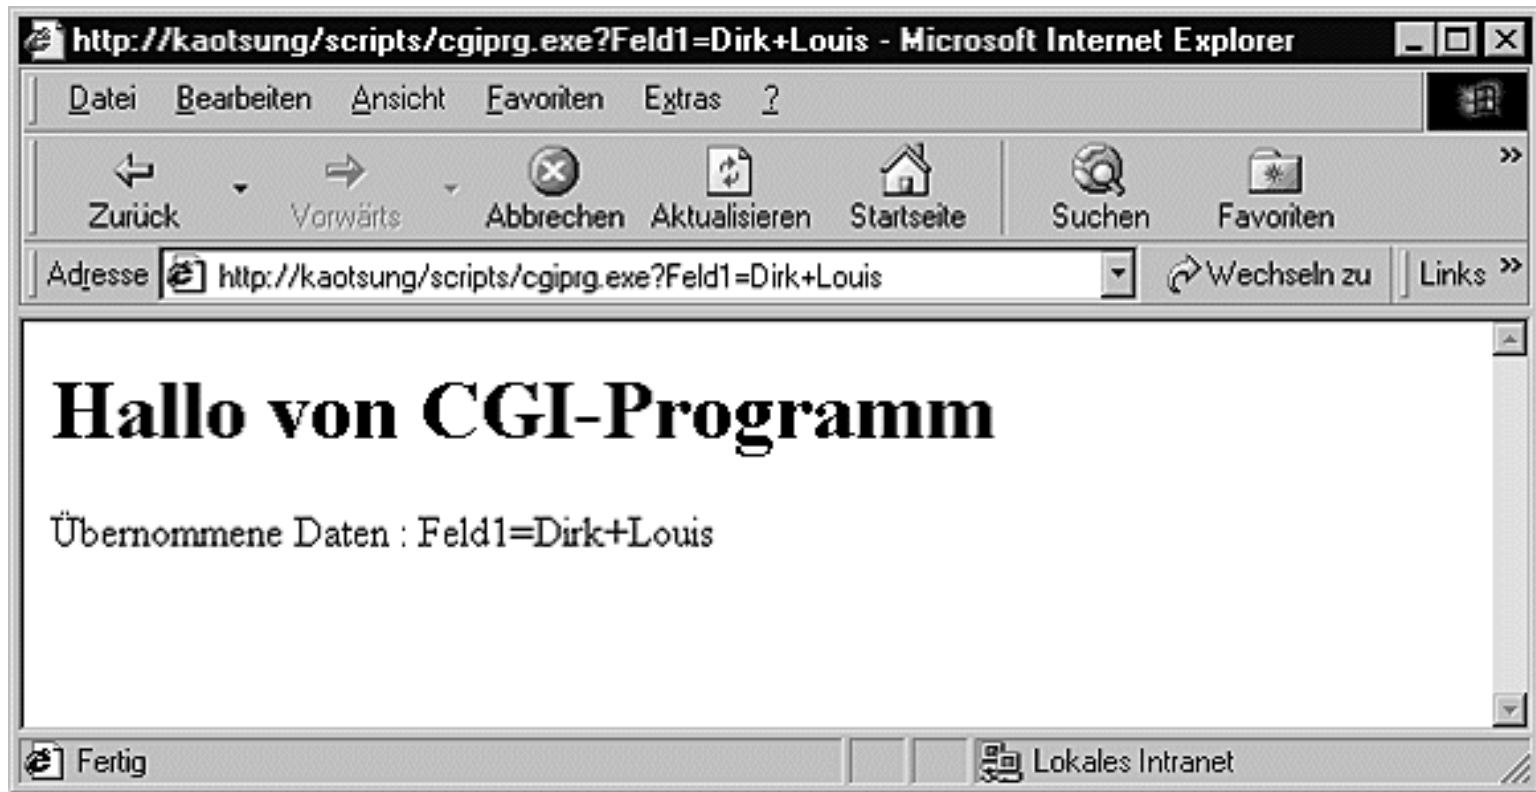 http://kaotsung/scripts/cgiprg.exe?Feld1=Dirk+Louis - Microsoft Internet Explorer
Datei Bearbeiten Ansicht Favoriten Extras ?
Zurück Vorwärts Abbrechen Aktualisieren Startseite Suchen Favoriten »
Adresse http://kaotsung/scripts/cgiprg.exe?Feld1=Dirk+Louis Wechseln zu Links »
Hallo von CGI-Programm
Übernommene Daten : Feld1=Dirk+Louis
Fertig Lokales Intranet